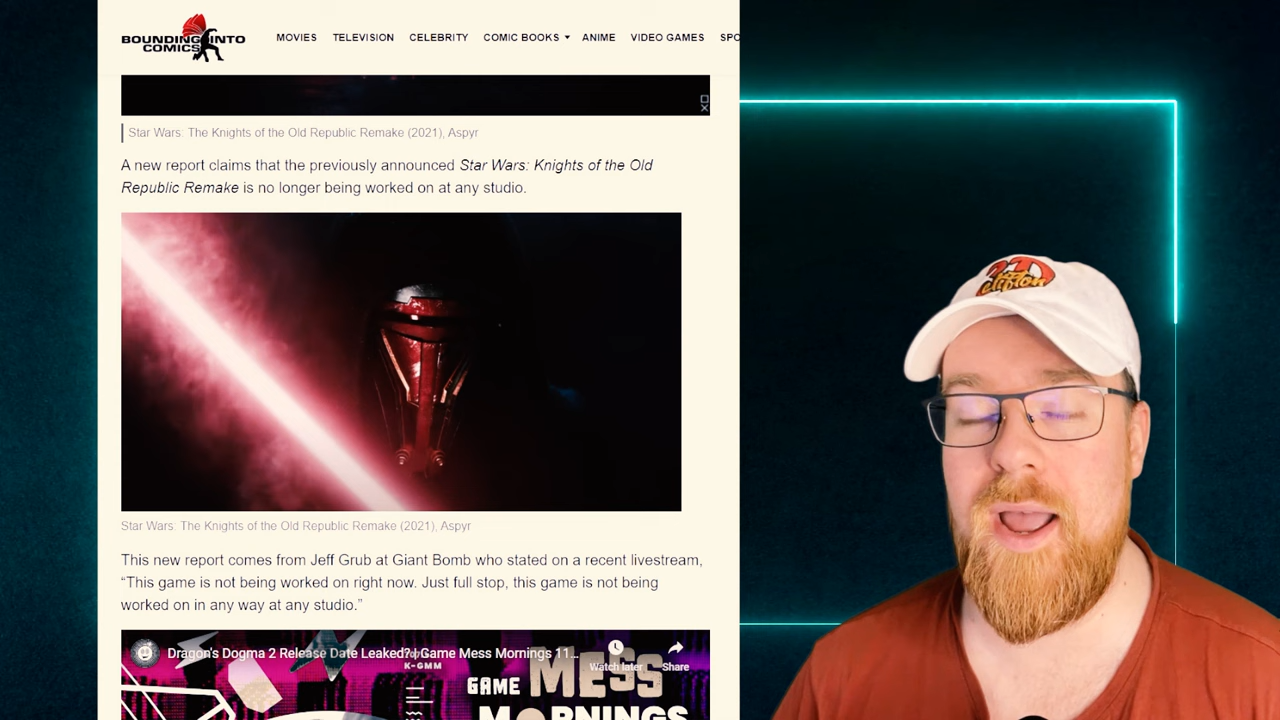 BOUNDING INTO
COMICS
MOVIES TELEVISION CELEBRITY COMIC BOOKS ANIME VIDEO GAMES SPO
Star Wars: The Knights of the Old Republic Remake (2021), Aspyr
A new report claims that the previously announced Star Wars: Knights of the Old
Republic Remake is no longer being worked on at any studio.
Star Wars: The Knights of the Old Republic Remake (2021), Aspyr
This new report comes from Jeff Grub at Giant Bomb who stated on a recent livestream,
“This game is not being worked on right now. Just full stop, this game is not being
worked on in any way at any studio.”
Dragon's Dogma 2 Release Date Leaked? | Game Mess Mornings 11...
Watch later
Share
K-GMM
GAME MESS
MORNINGS